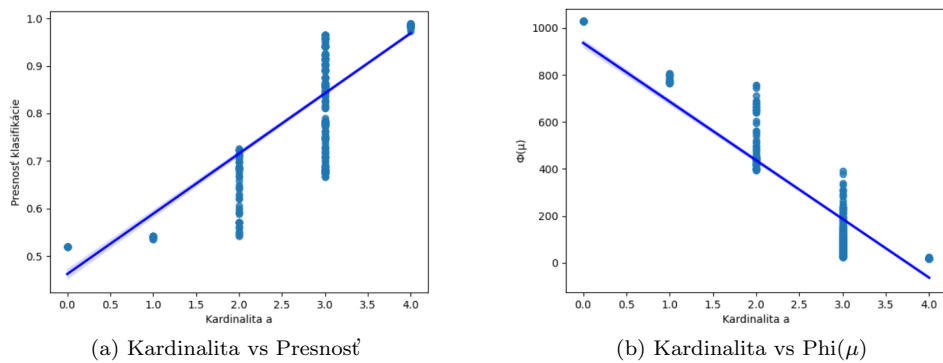 1.0
0.9
0.8
0.7
0.6
0.5
Presnosť klasifikácie
0.0 0.5 1.0 1.5 2.0 2.5 3.0 3.5 4.0
Kardinalita a
(a) Kardinalita vs Presnosť
1000
800
600
400
200
0
Φ(μ)
0.0 0.5 1.0 1.5 2.0 2.5 3.0 3.5 4.0
Kardinalita a
(b) Kardinalita vs Phi(μ)